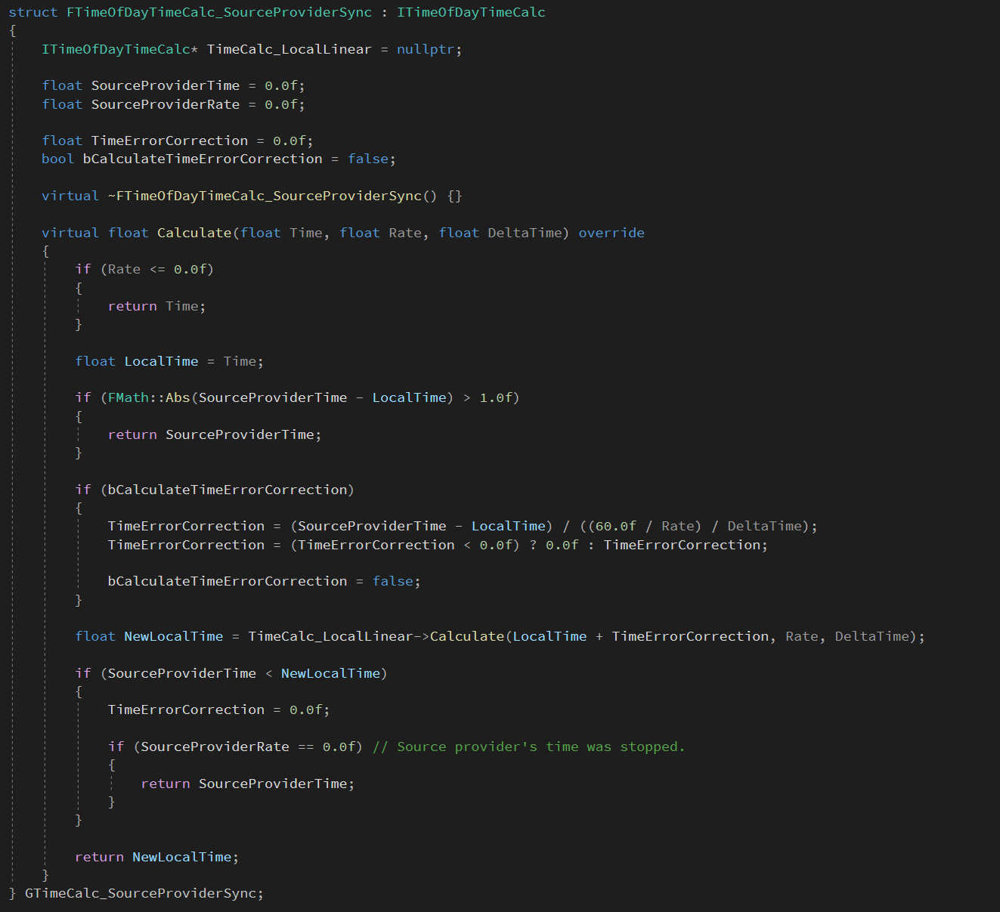 struct FTimeOfDayTimeCalc_SourceProviderSync : ITimeOfDayTimeCalc
{
    ITimeOfDayTimeCalc* TimeCalc_LocalLinear = nullptr;

    float SourceProviderTime = 0.0f;
    float SourceProviderRate = 0.0f;

    float TimeErrorCorrection = 0.0f;
    bool bCalculateTimeErrorCorrection = false;

    virtual ~FTimeOfDayTimeCalc_SourceProviderSync() {}

    virtual float Calculate(float Time, float Rate, float DeltaTime) override
    {
        if (Rate <= 0.0f)
        {
            return Time;
        }

        float LocalTime = Time;

        if (FMath::Abs(SourceProviderTime - LocalTime) > 1.0f)
        {
            return SourceProviderTime;
        }

        if (bCalculateTimeErrorCorrection)
        {
            TimeErrorCorrection = (SourceProviderTime - LocalTime) / ((60.0f / Rate) / DeltaTime);
            TimeErrorCorrection = (TimeErrorCorrection < 0.0f) ? 0.0f : TimeErrorCorrection;

            bCalculateTimeErrorCorrection = false;
        }

        float NewLocalTime = TimeCalc_LocalLinear->Calculate(LocalTime + TimeErrorCorrection, Rate, DeltaTime);

        if (SourceProviderTime < NewLocalTime)
        {
            TimeErrorCorrection = 0.0f;

            if (SourceProviderRate == 0.0f) // Source provider's time was stopped.
            {
                return SourceProviderTime;
            }
        }

        return NewLocalTime;
    }
} GTimeCalc_SourceProviderSync;